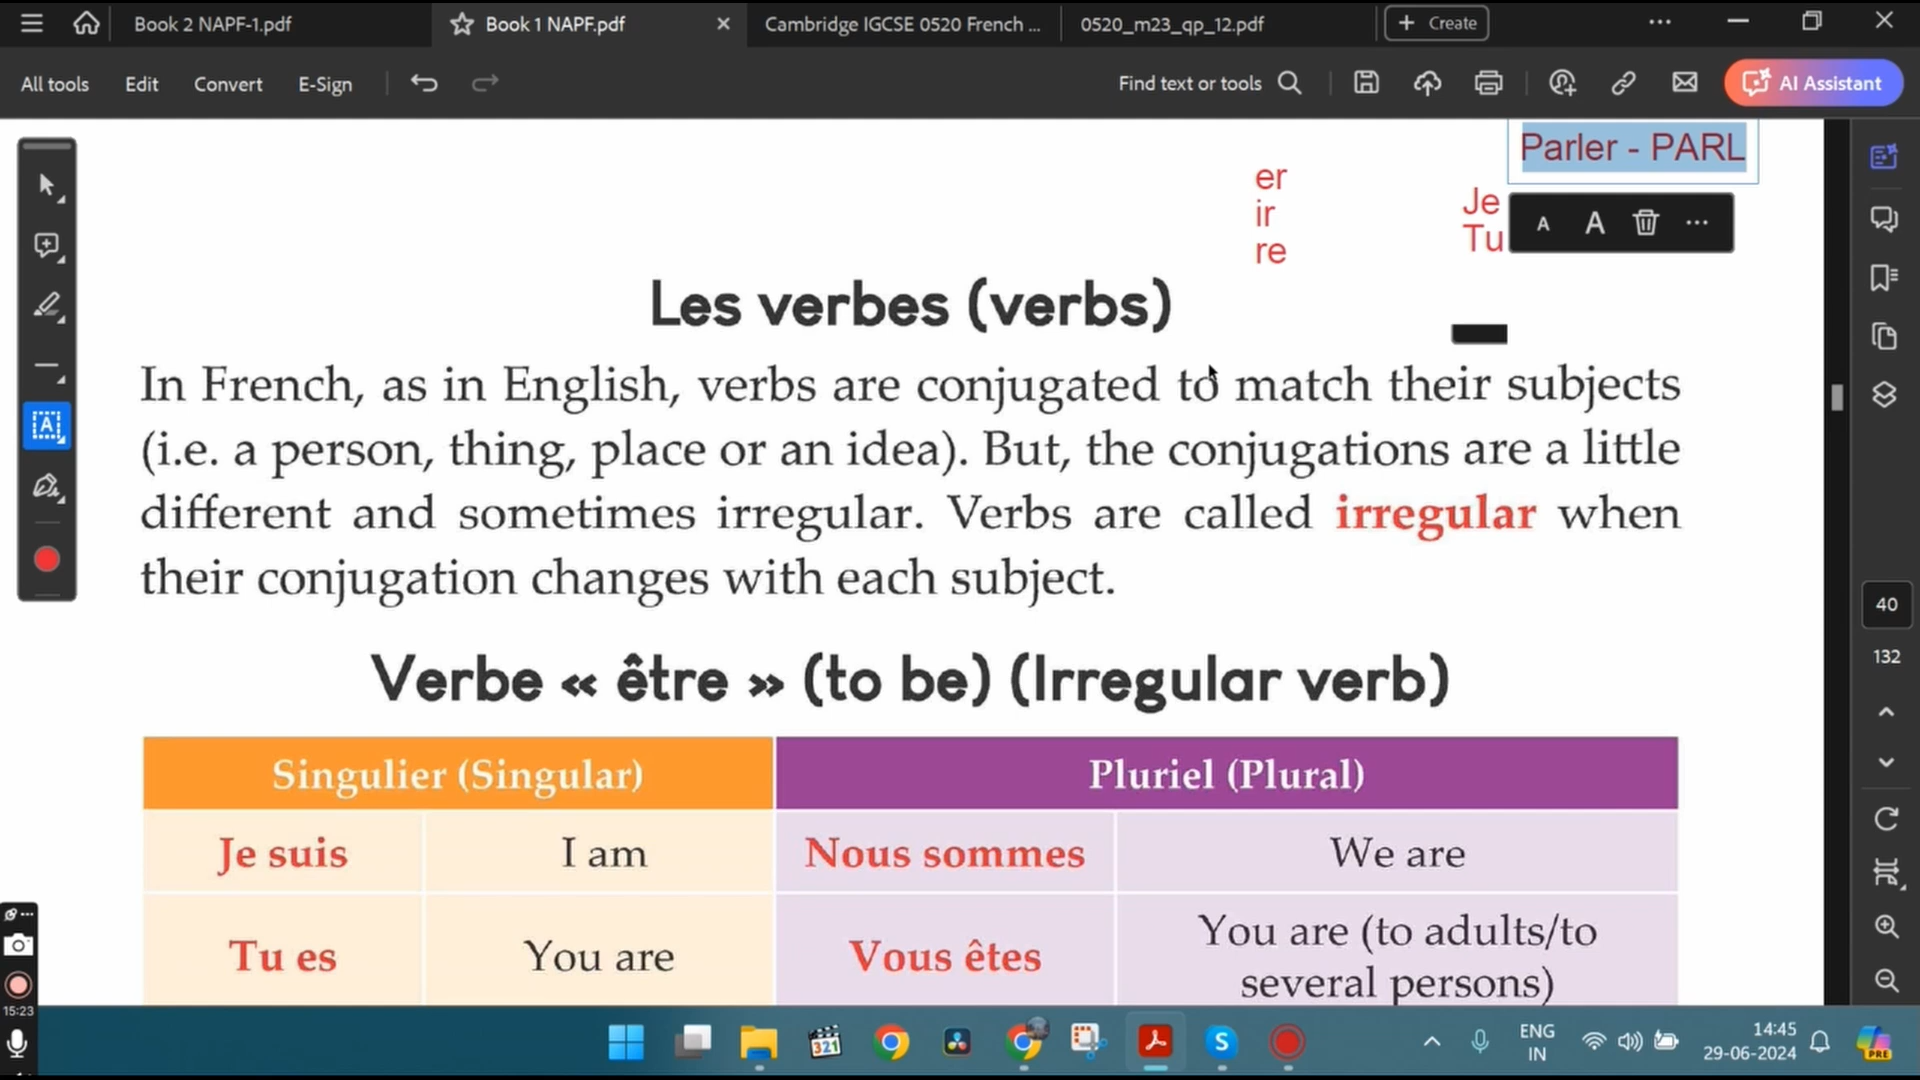 Book 2 NAPF-1.pdf
Book 1 NAPF.pdf
Cambridge IGCSE 0520 French ...
0520_m23_qp_12.pdf
+ Create
All tools
Edit
Convert
E-Sign
Find text or tools
AI Assistant
Parler - PARL
er
ir
re
Je
Tu
A A ...
Les verbes (verbs)
In French, as in English, verbs are conjugated to match their subjects
(i.e. a person, thing, place or an idea). But, the conjugations are a little
different and sometimes irregular. Verbs are called irregular when
their conjugation changes with each subject.
Verbe « être » (to be) (Irregular verb)
Singulier (Singular)
Pluriel (Plural)
Je suis
I am
Nous sommes
We are
Tu es
You are
Vous êtes
You are (to adults/to
several persons)
40
132
15:23
321
S
ENG
IN
14:45
29-06-2024
PRE